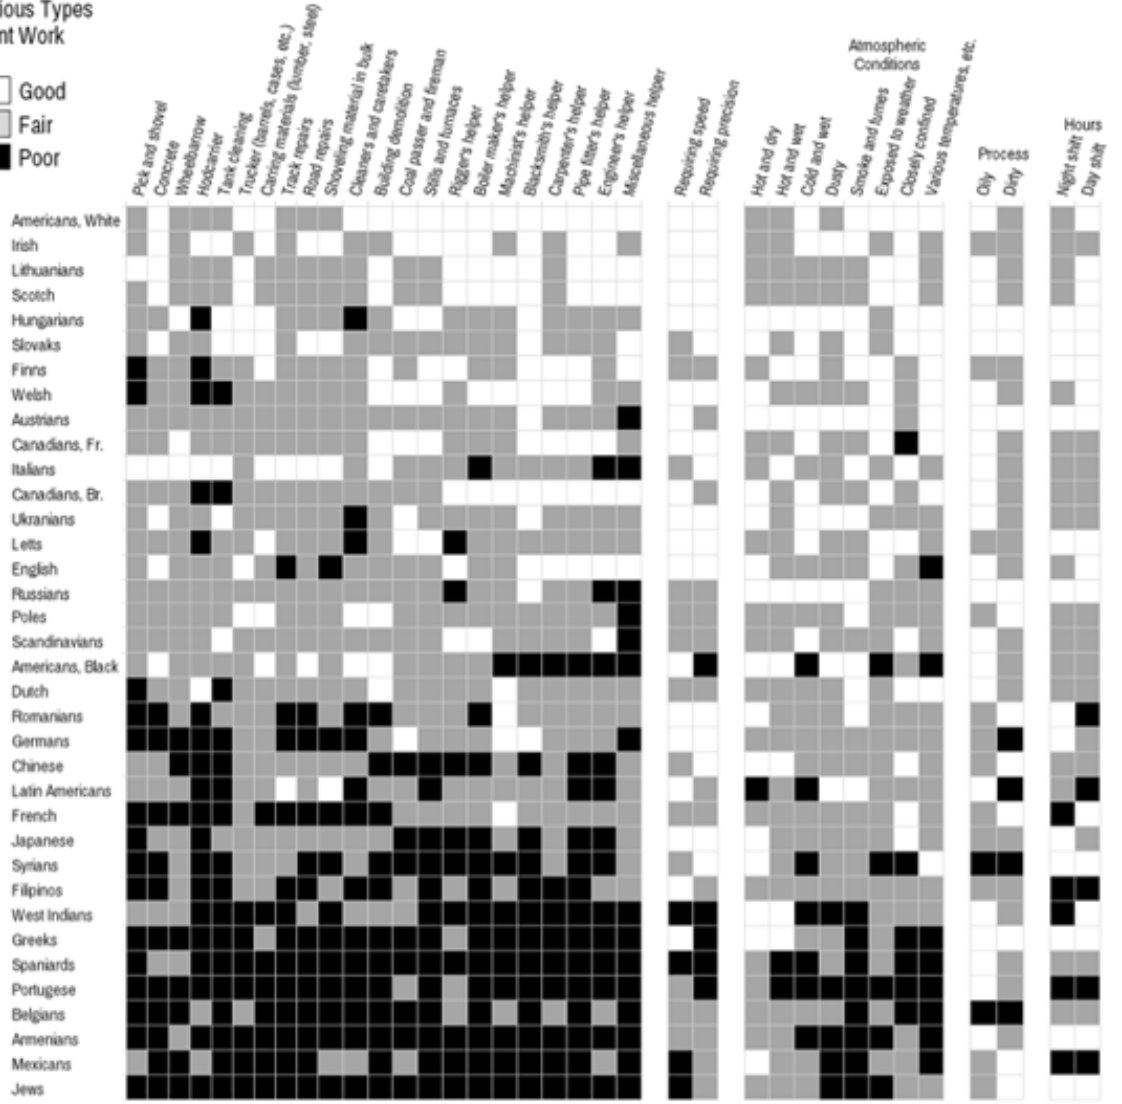 ious Types
nt Work
Good
Fair
Poor
Pick and shovel
Concrete
Wheelbarrow
Hodcarrier
Tank cleaning
Trucker (barrels, cases, etc.)
Carring materials (lumber, steel)
Track repairs
Road repairs
Shoveling material in bulk
Cleaners and caretakers
Building demolition
Coal passer and fireman
Stills and furnaces
Rigger's helper
Boiler maker's helper
Machinist's helper
Blacksmith's helper
Carpenter's helper
Pipe fitter's helper
Engineer's helper
Miscellaneous helper
Requiring speed
Requiring precision
Atmospheric
Conditions
Hot and dry
Hot and wet
Cold and wet
Dusty
Smoke and fumes
Exposed to weather
Closely confined
Various temperatures, etc.
Process
Oily
Dirty
Hours
Night shift
Day shift
Americans, White
Irish
Lithuanians
Scotch
Hungarians
Slovaks
Finns
Welsh
Austrians
Canadians, Fr.
Italians
Canadians, Br.
Ukranians
Letts
English
Russians
Poles
Scandinavians
Americans, Black
Dutch
Romanians
Germans
Chinese
Latin Americans
French
Japanese
Syrians
Filipinos
West Indians
Greeks
Spaniards
Portugese
Belgians
Armenians
Mexicans
Jews